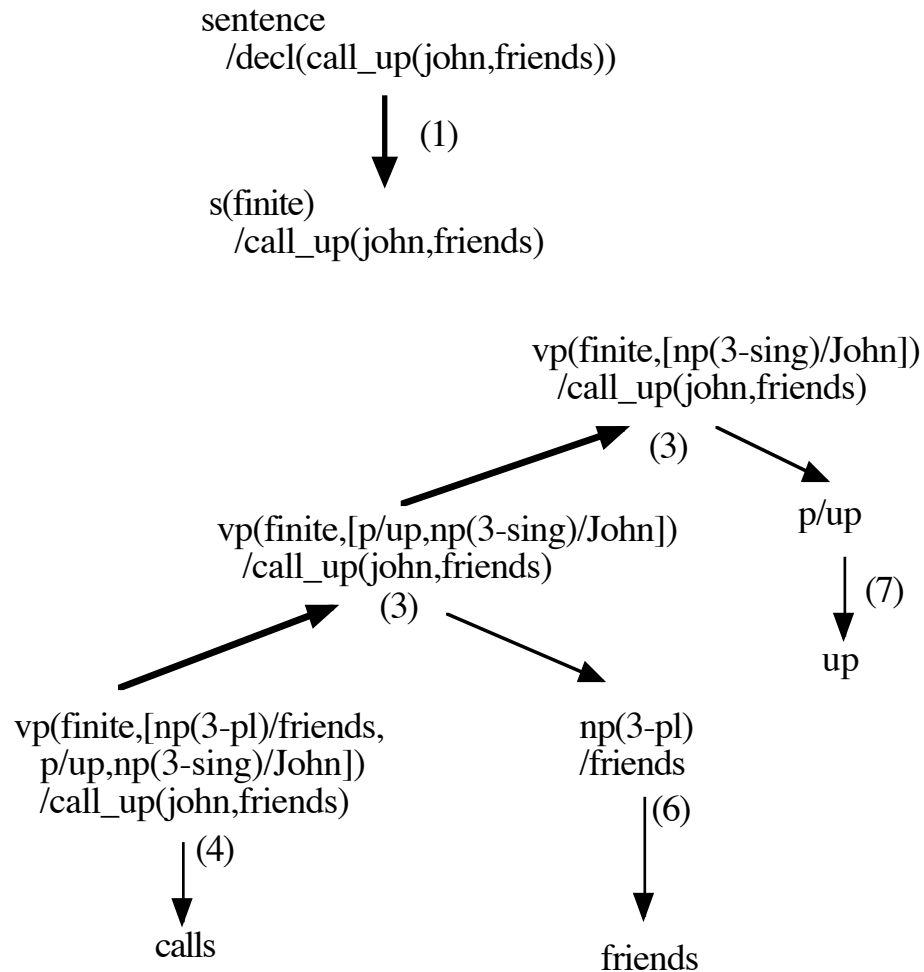 sentence
/decl(call_up(john,friends))
(1)
s(finite)
/call_up(john,friends)
vp(finite,[np(3-sing)/John])
/call_up(john,friends)
(3)
p/up
vp(finite,[p/up,np(3-sing)/John])
/call_up(john,friends)
(3)
(7)
up
vp(finite,[np(3-pl)/friends,
p/up,np(3-sing)/John])
/call_up(john,friends)
np(3-pl)
/friends
(4)
(6)
calls
friends